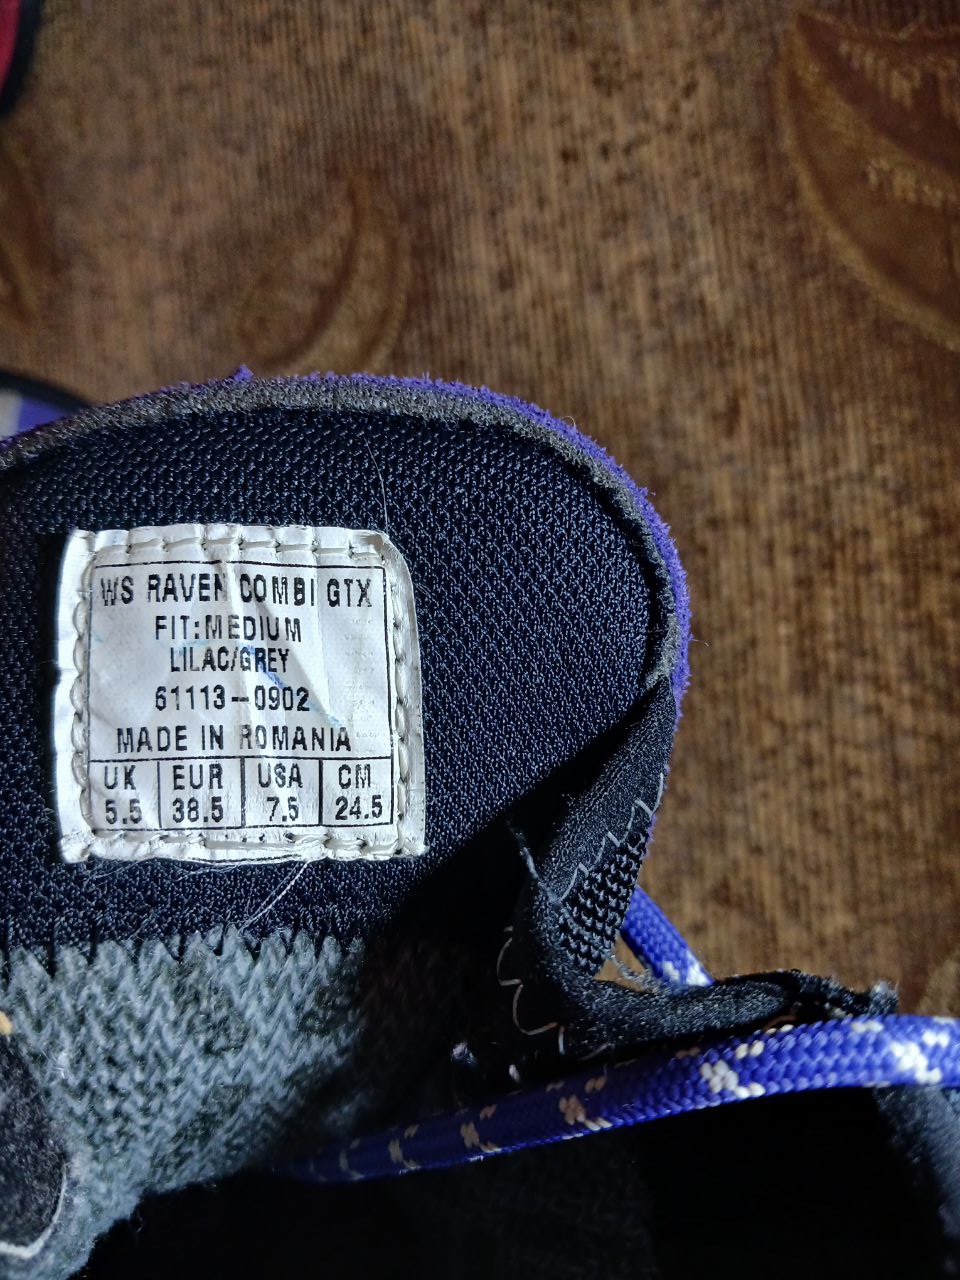 WS RAVEN COMBI GTX
FIT:MEDIUM
LILAC/GREY
61113-0902
MADE IN ROMANIA
UK EUR USA CM
5.5 38.5 7.5 24.5